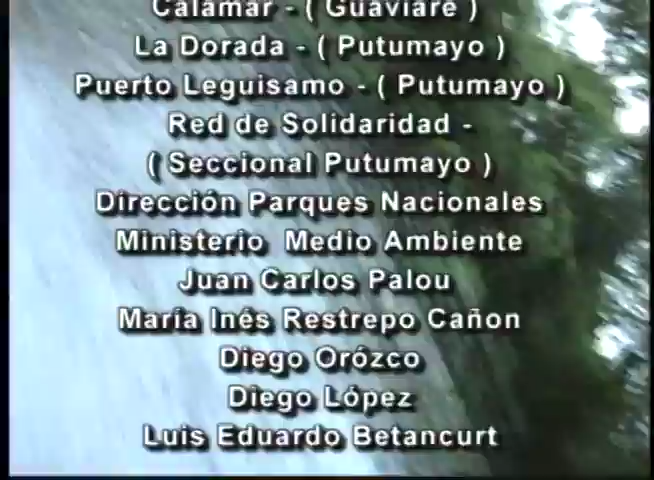 Calamar - ( Guaviare )
La Dorada - ( Putumayo )
Puerto Leguisamo - ( Putumayo )
Red de Solidaridad -
( Seccional Putumayo )
Dirección Parques Nacionales
Ministerio Medio Ambiente
Juan Carlos Palou
María Inés Restrepo Cañon
Diego Orózco
Diego López
Luis Eduardo Betancurt